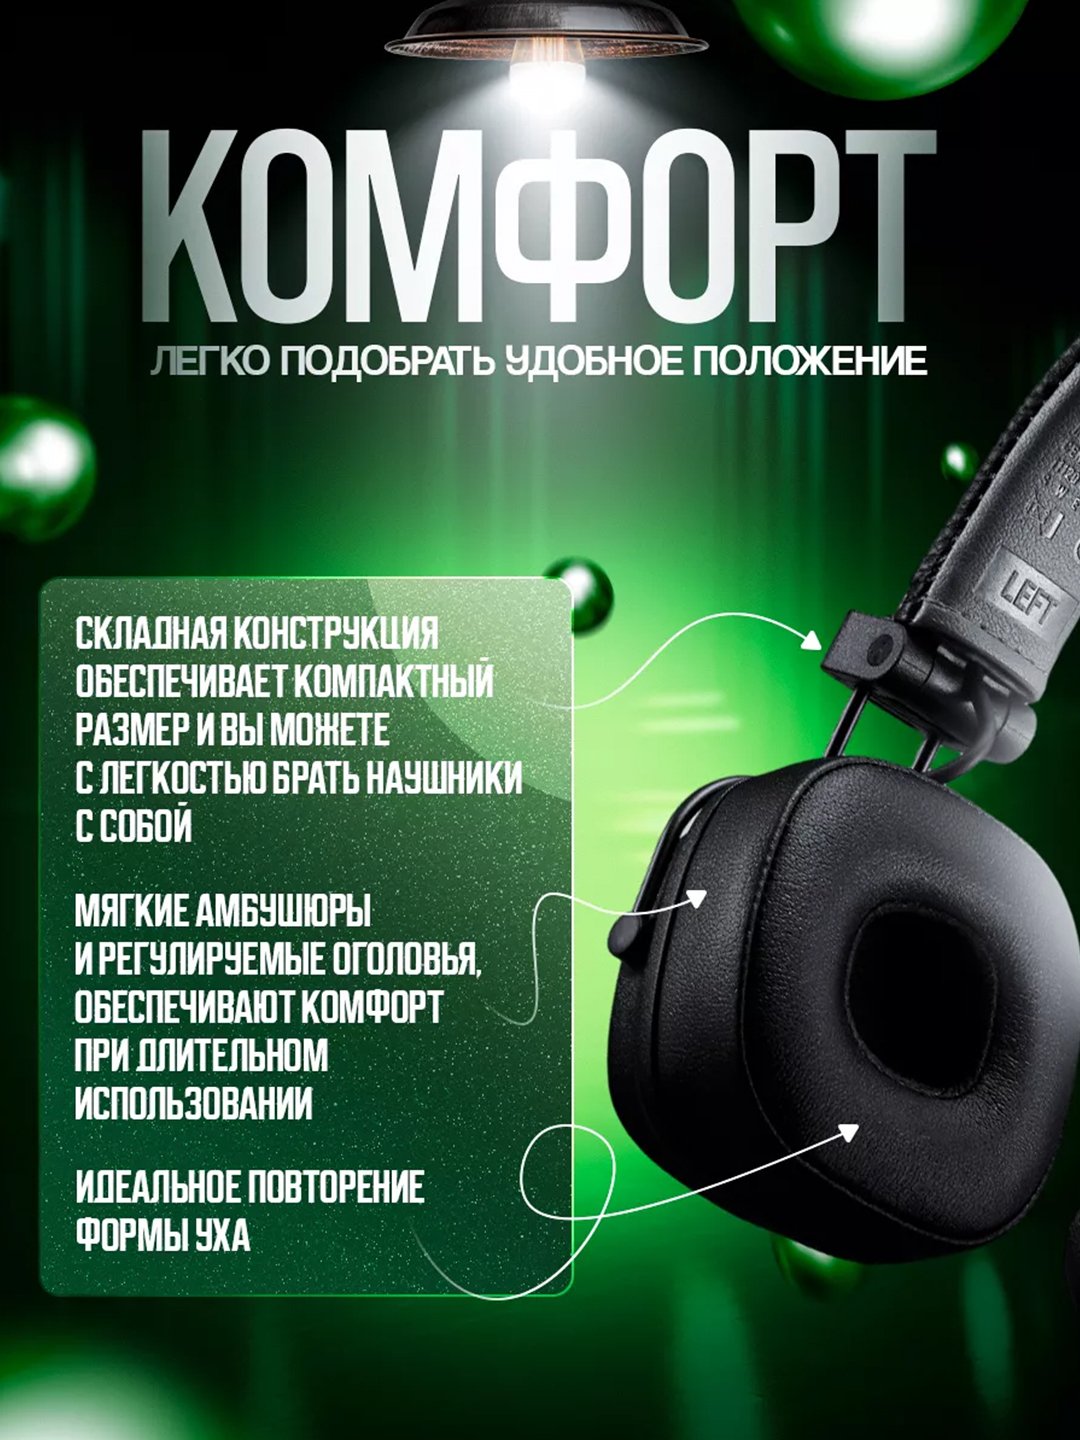 КОМФОРТ
ЛЕГКО ПОДОБРАТЬ УДОБНОЕ ПОЛОЖЕНИЕ
СКЛАДНАЯ КОНСТРУКЦИЯ
ОБЕСПЕЧИВАЕТ КОМПАКТНЫЙ
РАЗМЕР И ВЫ МОЖЕТЕ
С ЛЕГКОСТЬЮ БРАТЬ НАУШНИКИ
С СОБОЙ
МЯГКИЕ АМБУШЮРЫ
И РЕГУЛИРУЕМЫЕ ОГОЛОВЬЯ,
ОБЕСПЕЧИВАЮТ КОМФОРТ
ПРИ ДЛИТЕЛЬНОМ
ИСПОЛЬЗОВАНИИ
ИДЕАЛЬНОЕ ПОВТОРЕНИЕ
ФОРМЫ УХА
LEFT